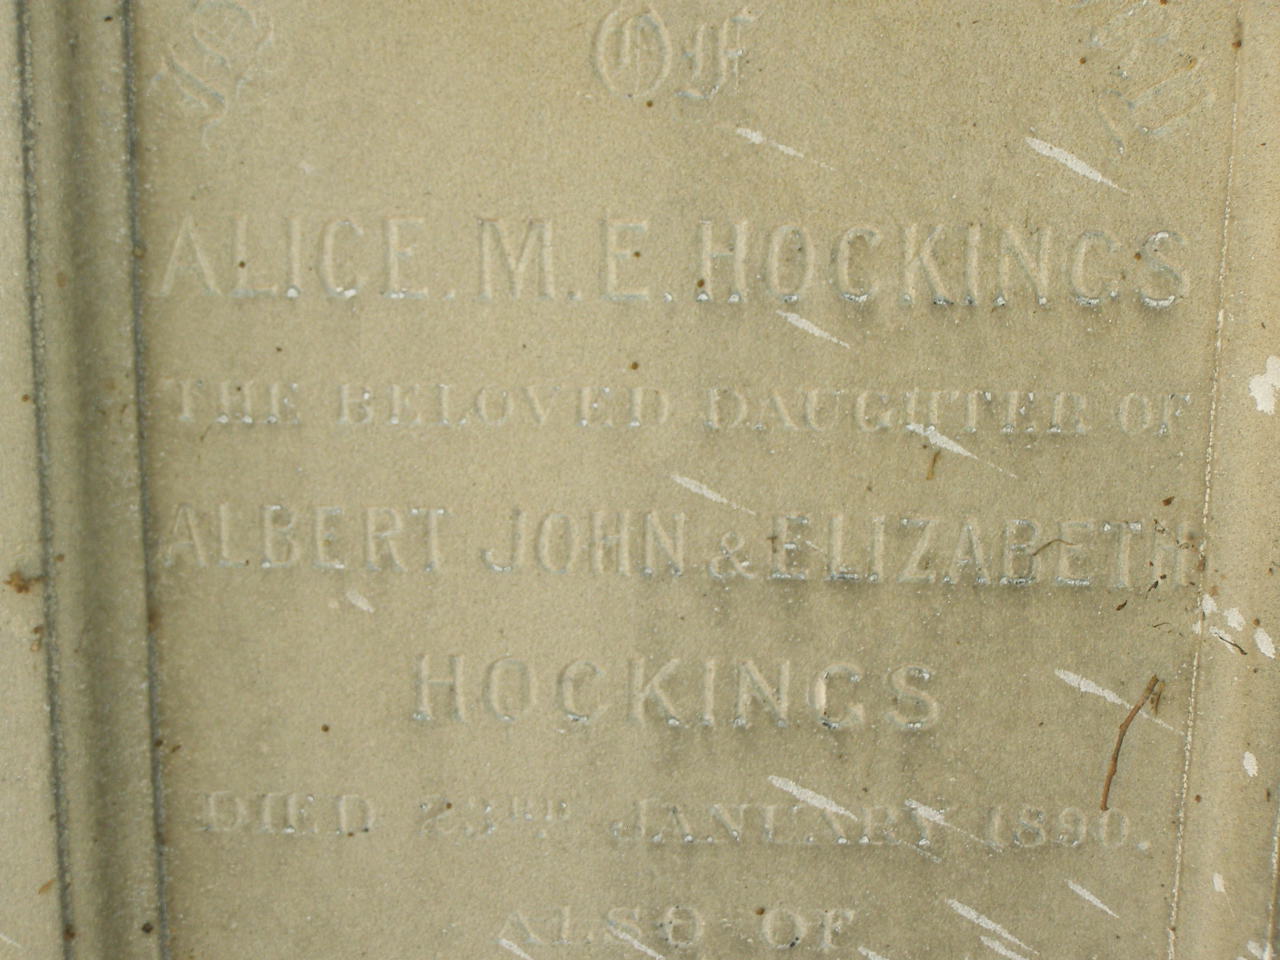 OF
ALICE. M. E. HOCKINGS
THE BELOVED DAUGHTER OF
ALBERT JOHN & ELIZABETH
HOCKINGS
DIED 23RD JANUARY 1890.
ALSO OF